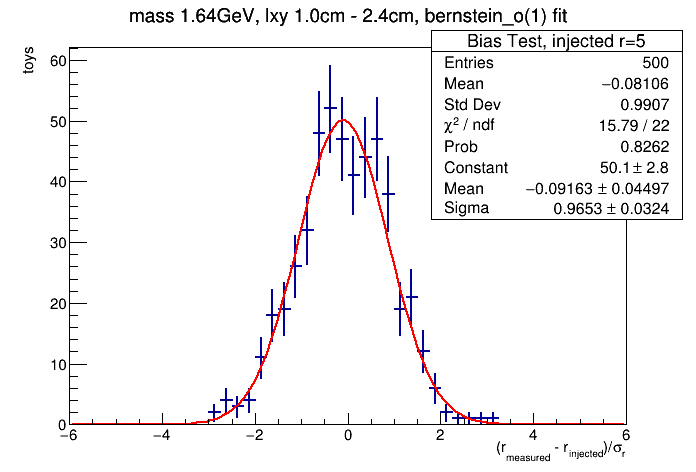 mass 1.64GeV, lxy 1.0cm - 2.4cm, bernstein_o(1) fit
toys
Bias Test, injected r=5
Entries 500
Mean −0.08106
Std Dev 0.9907
χ² / ndf 15.79 / 22
Prob 0.8262
Constant 50.1 ± 2.8
Mean −0.09163 ± 0.04497
Sigma 0.9653 ± 0.0324
60
50
40
30
20
10
0
−6 −4 −2 0 2 4 6
(r_measured - r_injected)/σ_r